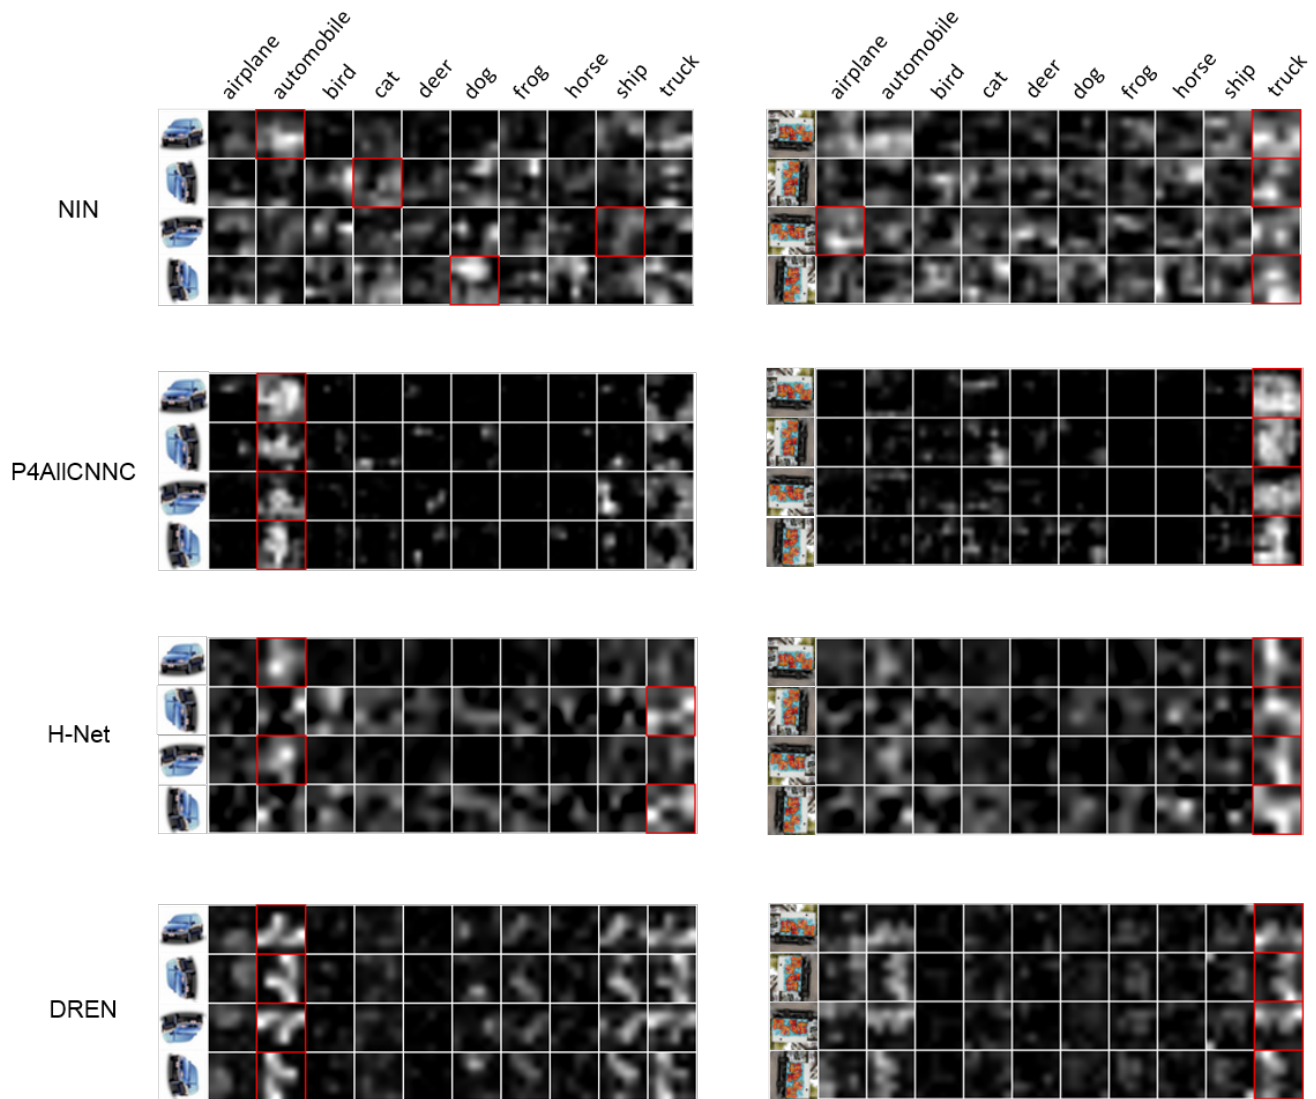 airplane automobile bird cat deer dog frog horse ship truck
airplane automobile bird cat deer dog frog horse ship truck
NIN
P4AllCNNC
H-Net
DREN